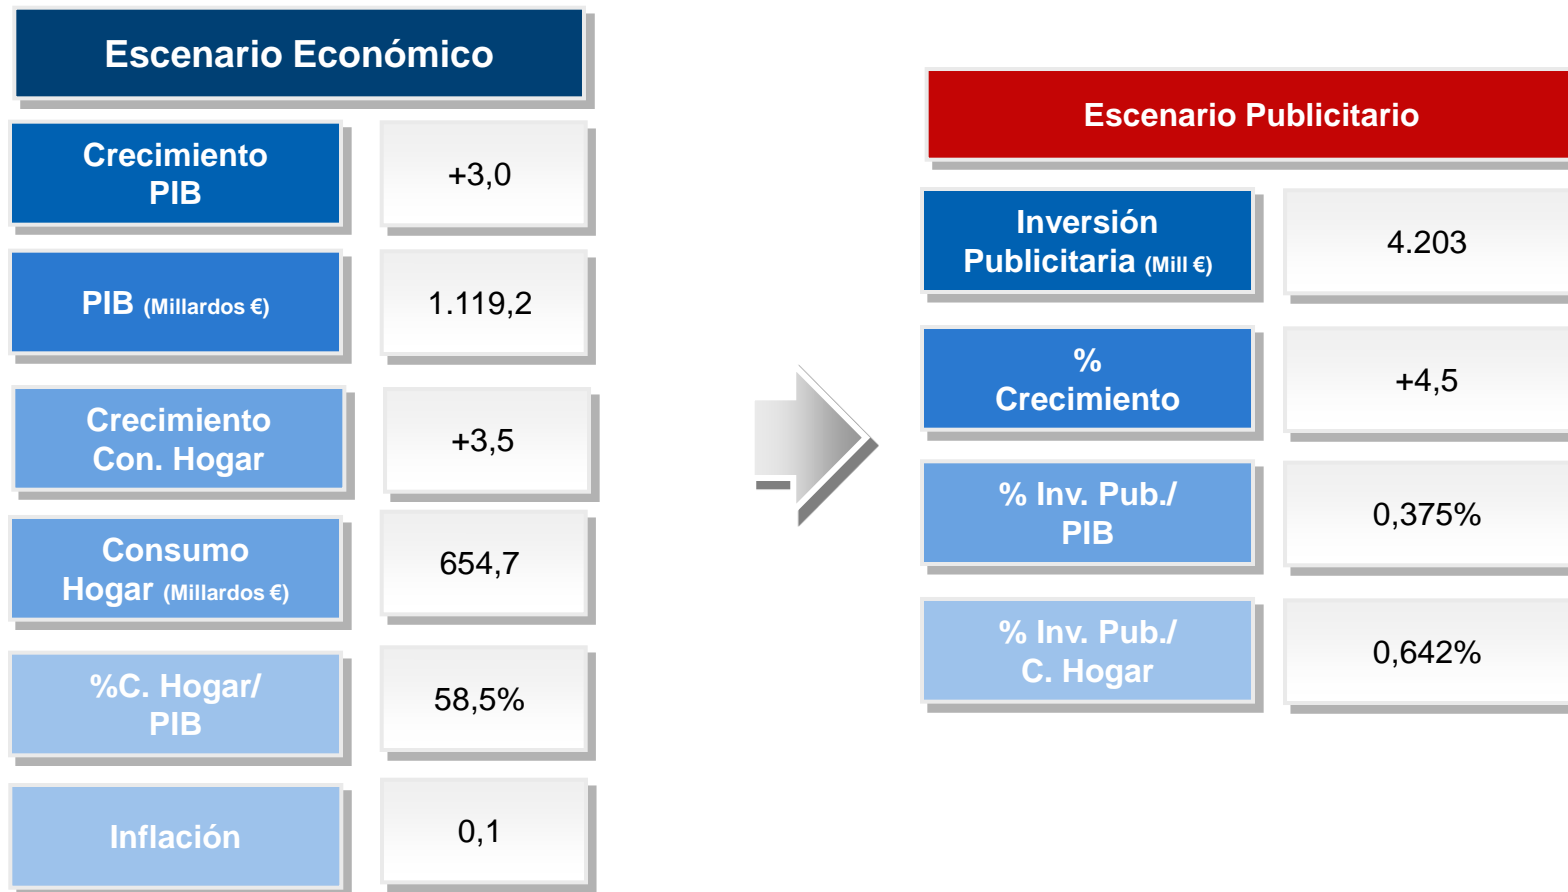 Escenario Económico
Crecimiento
PIB
+3,0
PIB (Millardos €)
1.119,2
Crecimiento
Con. Hogar
+3,5
Consumo
Hogar (Millardos €)
654,7
%C. Hogar/
PIB
58,5%
Inflación
0,1
Escenario Publicitario
Inversión
Publicitaria (Mill €)
4.203
%
Crecimiento
+4,5
% Inv. Pub./
PIB
0,375%
% Inv. Pub./
C. Hogar
0,642%